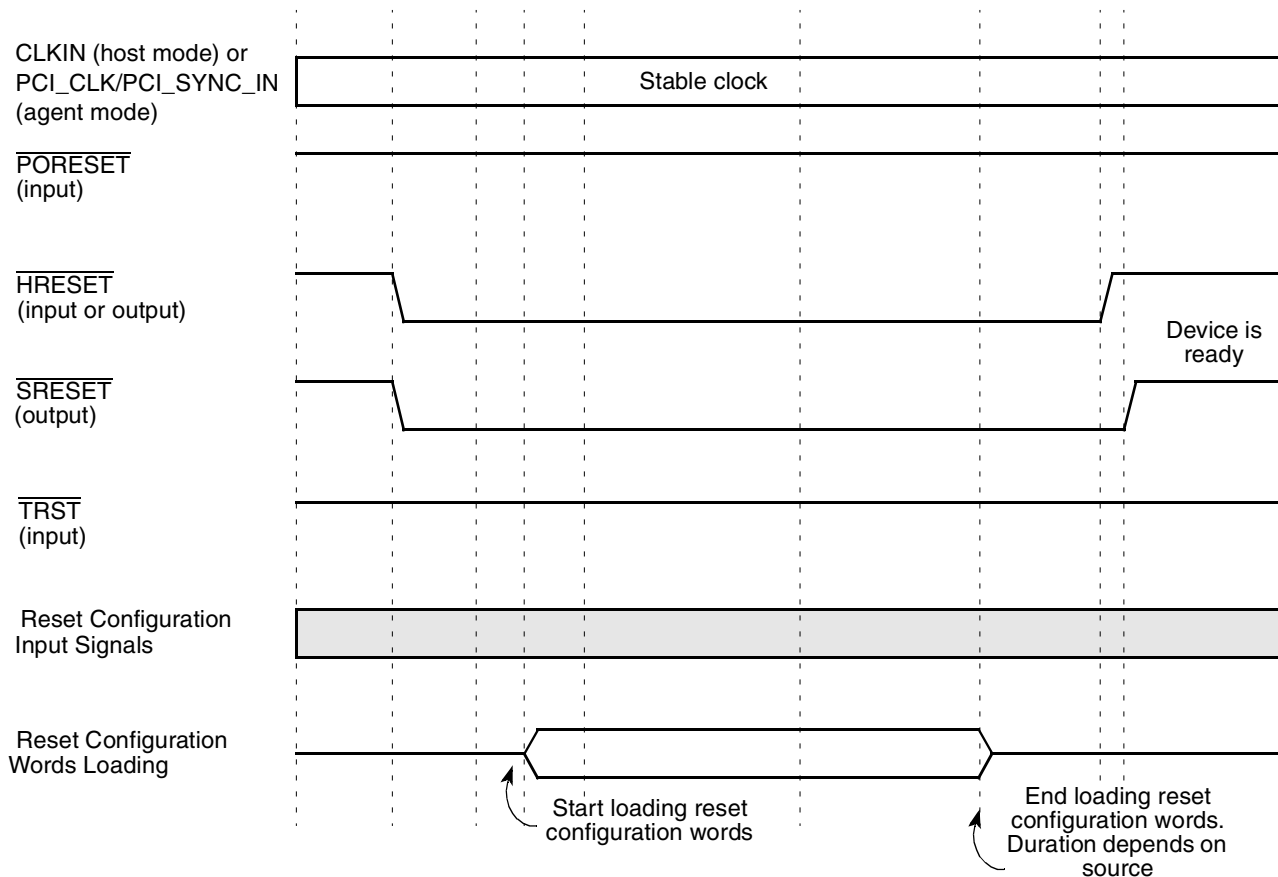 CLKIN (host mode) or
PCI_CLK/PCI_SYNC_IN
(agent mode)
Stable clock
PORESET
(input)
HRESET
(input or output)
Device is
ready
SRESET
(output)
TRST
(input)
Reset Configuration
Input Signals
Reset Configuration
Words Loading
Start loading reset
configuration words
End loading reset
configuration words.
Duration depends on
source